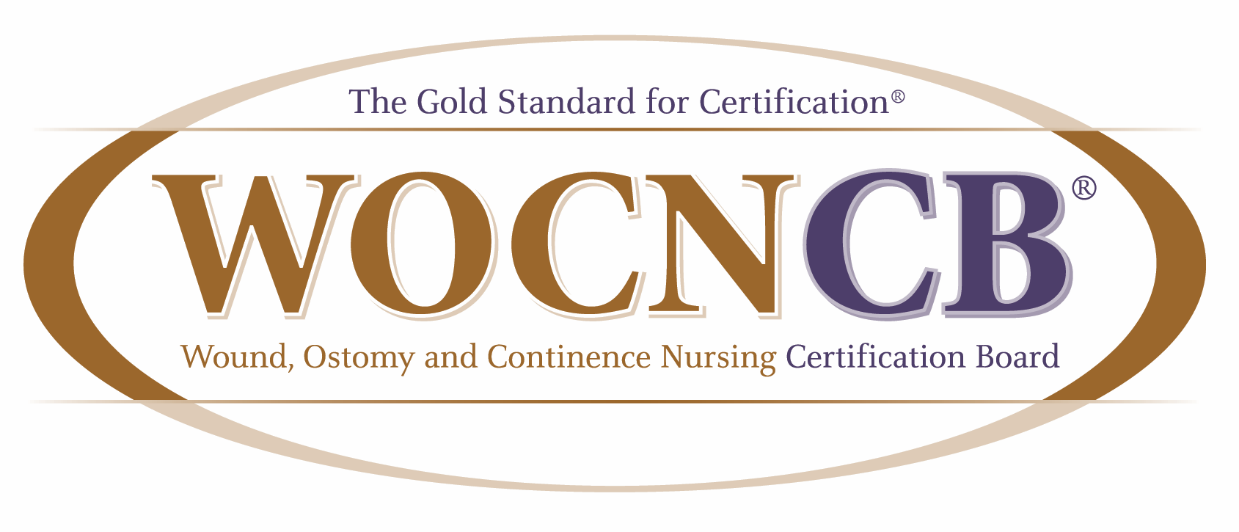 The Gold Standard for Certification®
WOCNCB®
Wound, Ostomy and Continence Nursing Certification Board